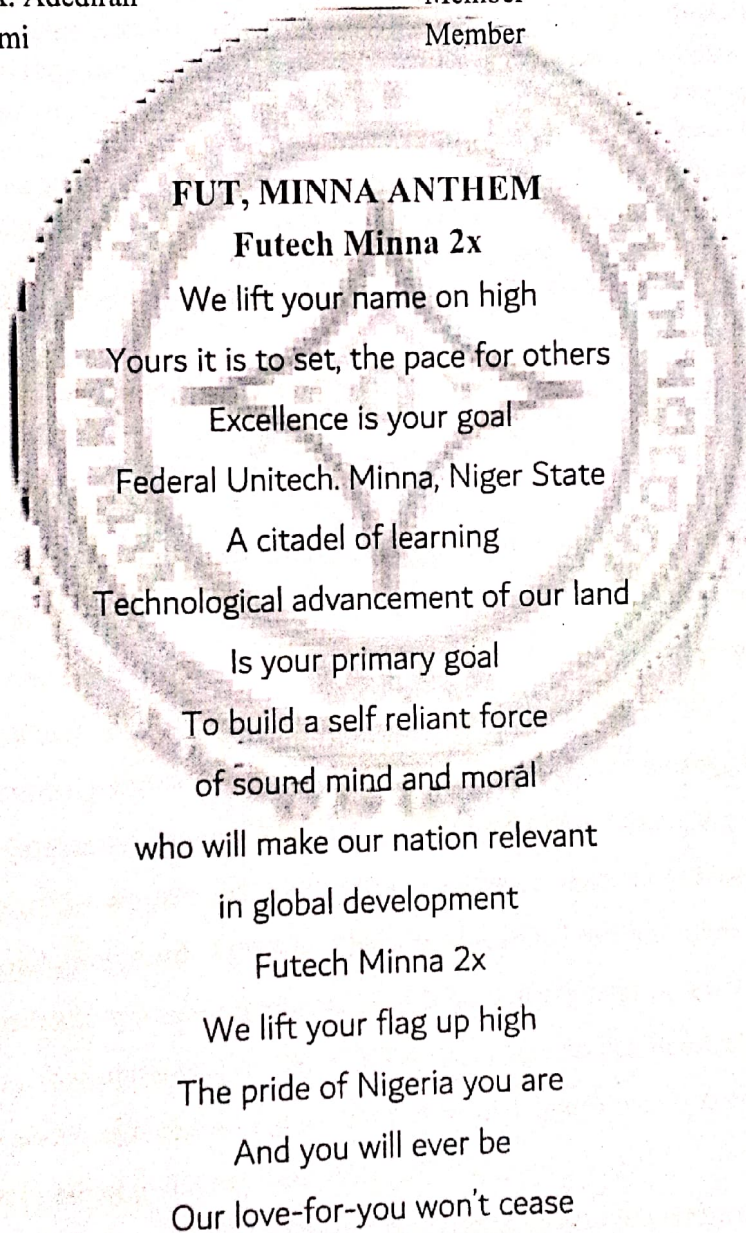 Member
mi Member
FUT, MINNA ANTHEM
Futech Minna 2x
We lift your name on high
Yours it is to set, the pace for others
Excellence is your goal
Federal Unitech. Minna, Niger State
A citadel of learning
Technological advancement of our land
Is your primary goal
To build a self reliant force
of sound mind and moral
who will make our nation relevant
in global development
Futech Minna 2x
We lift your flag up high
The pride of Nigeria you are
And you will ever be
Our love-for-you won't cease